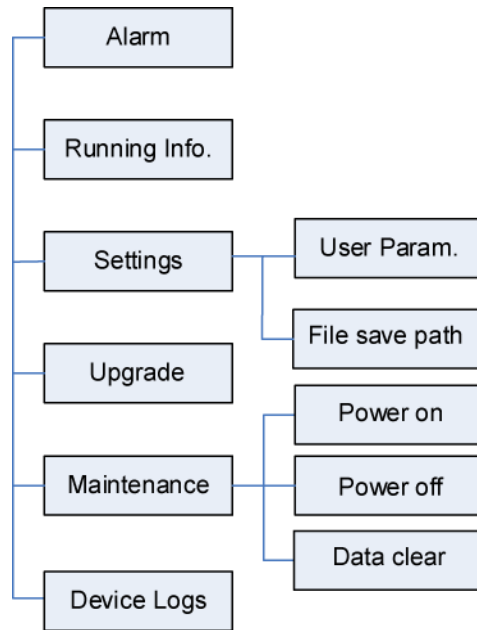 Alarm
Running Info.
Settings
User Param.
File save path
Upgrade
Maintenance
Power on
Power off
Data clear
Device Logs